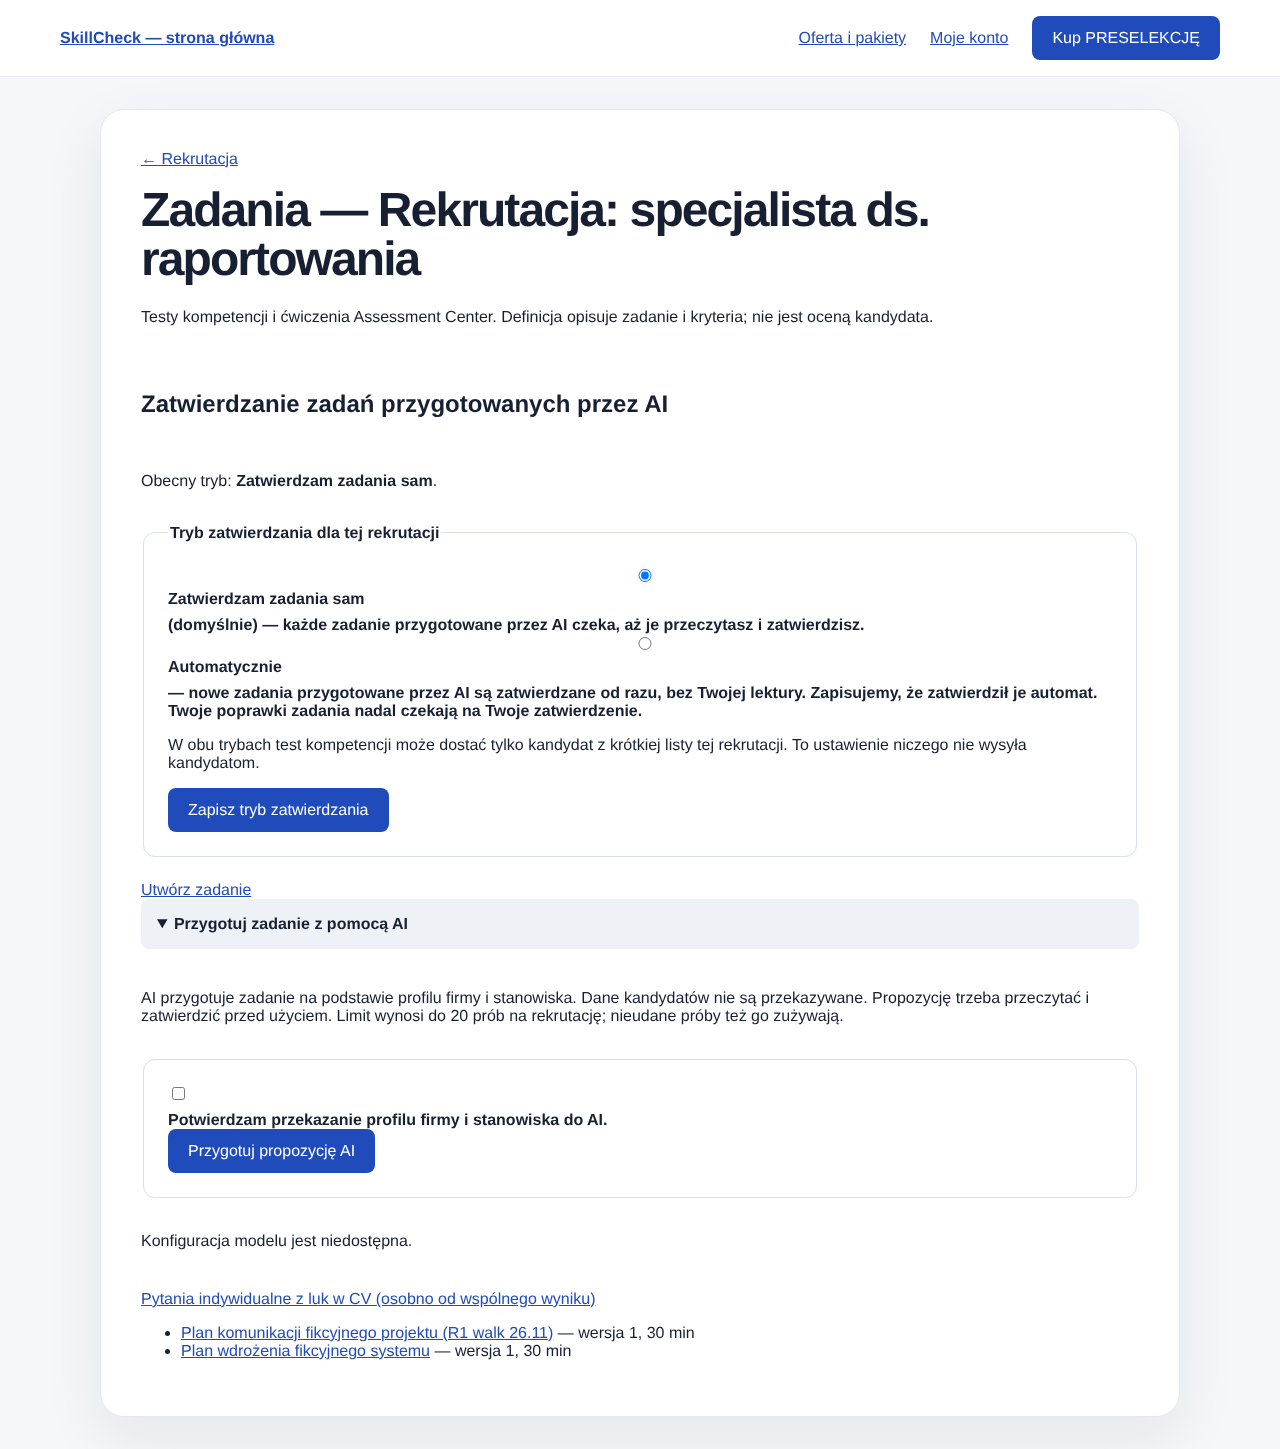 SkillCheck — strona główna
Oferta i pakiety
Moje konto
Kup PRESELEKCJĘ
← Rekrutacja
Zadania — Rekrutacja: specjalista ds.
raportowania
Testy kompetencji i ćwiczenia Assessment Center. Definicja opisuje zadanie i kryteria; nie jest oceną kandydata.
Zatwierdzanie zadań przygotowanych przez AI
Obecny tryb: Zatwierdzam zadania sam.
Tryb zatwierdzania dla tej rekrutacji
Zatwierdzam zadania sam
(domyślnie) — każde zadanie przygotowane przez AI czeka, aż je przeczytasz i zatwierdzisz.
Automatycznie
— nowe zadania przygotowane przez AI są zatwierdzane od razu, bez Twojej lektury. Zapisujemy, że zatwierdził je automat.
Twoje poprawki zadania nadal czekają na Twoje zatwierdzenie.
W obu trybach test kompetencji może dostać tylko kandydat z krótkiej listy tej rekrutacji. To ustawienie niczego nie wysyła
kandydatom.
Zapisz tryb zatwierdzania
Utwórz zadanie
▼ Przygotuj zadanie z pomocą AI
AI przygotuje zadanie na podstawie profilu firmy i stanowiska. Dane kandydatów nie są przekazywane. Propozycję trzeba przeczytać i
zatwierdzić przed użyciem. Limit wynosi do 20 prób na rekrutację; nieudane próby też go zużywają.
Potwierdzam przekazanie profilu firmy i stanowiska do AI.
Przygotuj propozycję AI
Konfiguracja modelu jest niedostępna.
Pytania indywidualne z luk w CV (osobno od wspólnego wyniku)
• Plan komunikacji fikcyjnego projektu (R1 walk 26.11) — wersja 1, 30 min
• Plan wdrożenia fikcyjnego systemu — wersja 1, 30 min